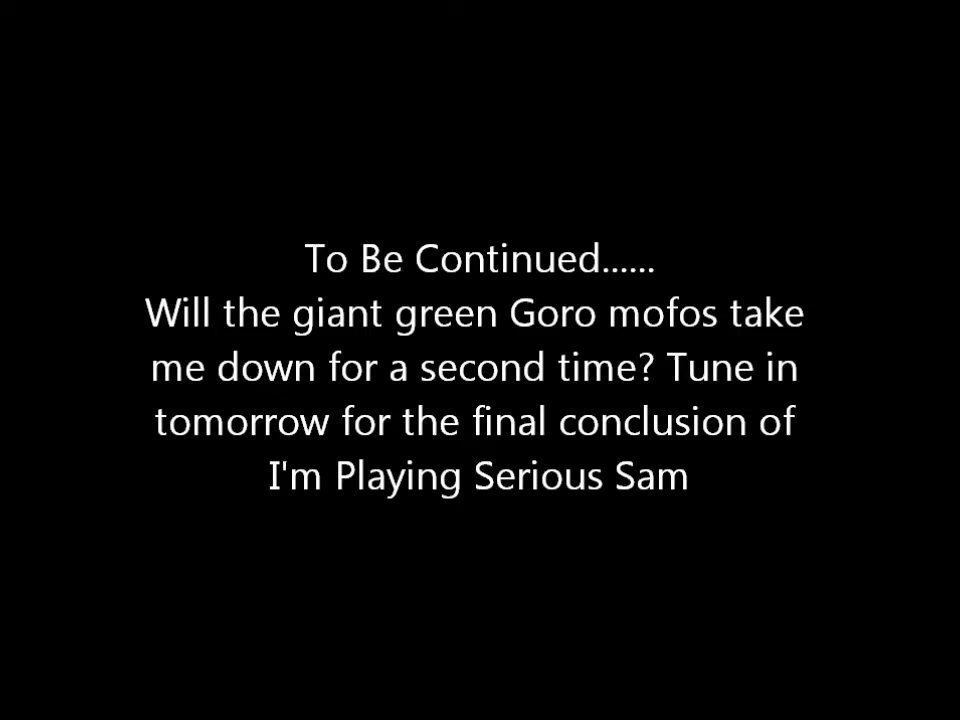 To Be Continued......
Will the giant green Goro mofos take
me down for a second time? Tune in
tomorrow for the final conclusion of
I'm Playing Serious Sam